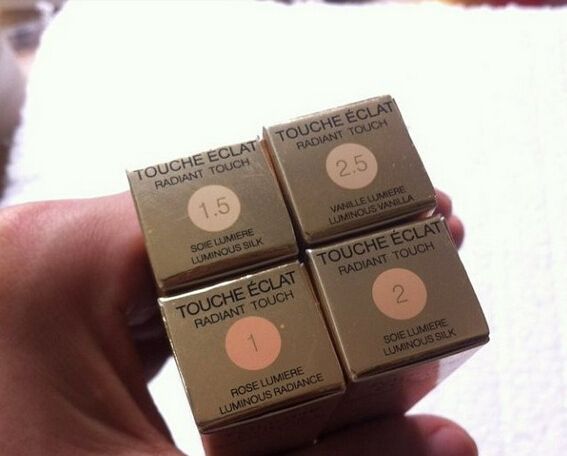 TOUCHE ÉCLAT
RADIANT TOUCH
1.5
SOIE LUMIERE
LUMINOUS SILK
TOUCHE ÉCLAT
RADIANT TOUCH
2.5
VANILLE LUMIERE
LUMINOUS VANILLA
TOUCHE ÉCLAT
RADIANT TOUCH
1
ROSE LUMIERE
LUMINOUS RADIANCE
TOUCHE ÉCLAT
RADIANT TOUCH
2
SOIE LUMIERE
LUMINOUS SILK